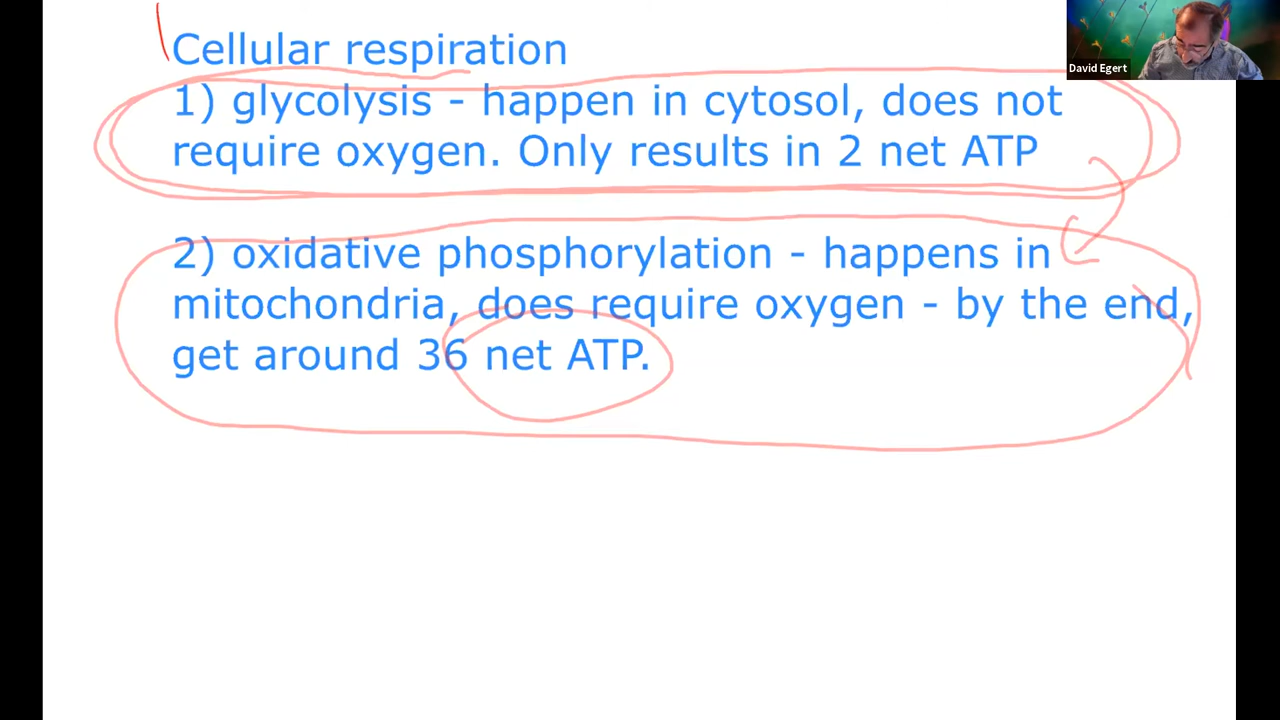 Cellular respiration
1) glycolysis - happen in cytosol, does not
require oxygen. Only results in 2 net ATP
2) oxidative phosphorylation - happens in
mitochondria, does require oxygen - by the end,
get around 36 net ATP.
David Egert